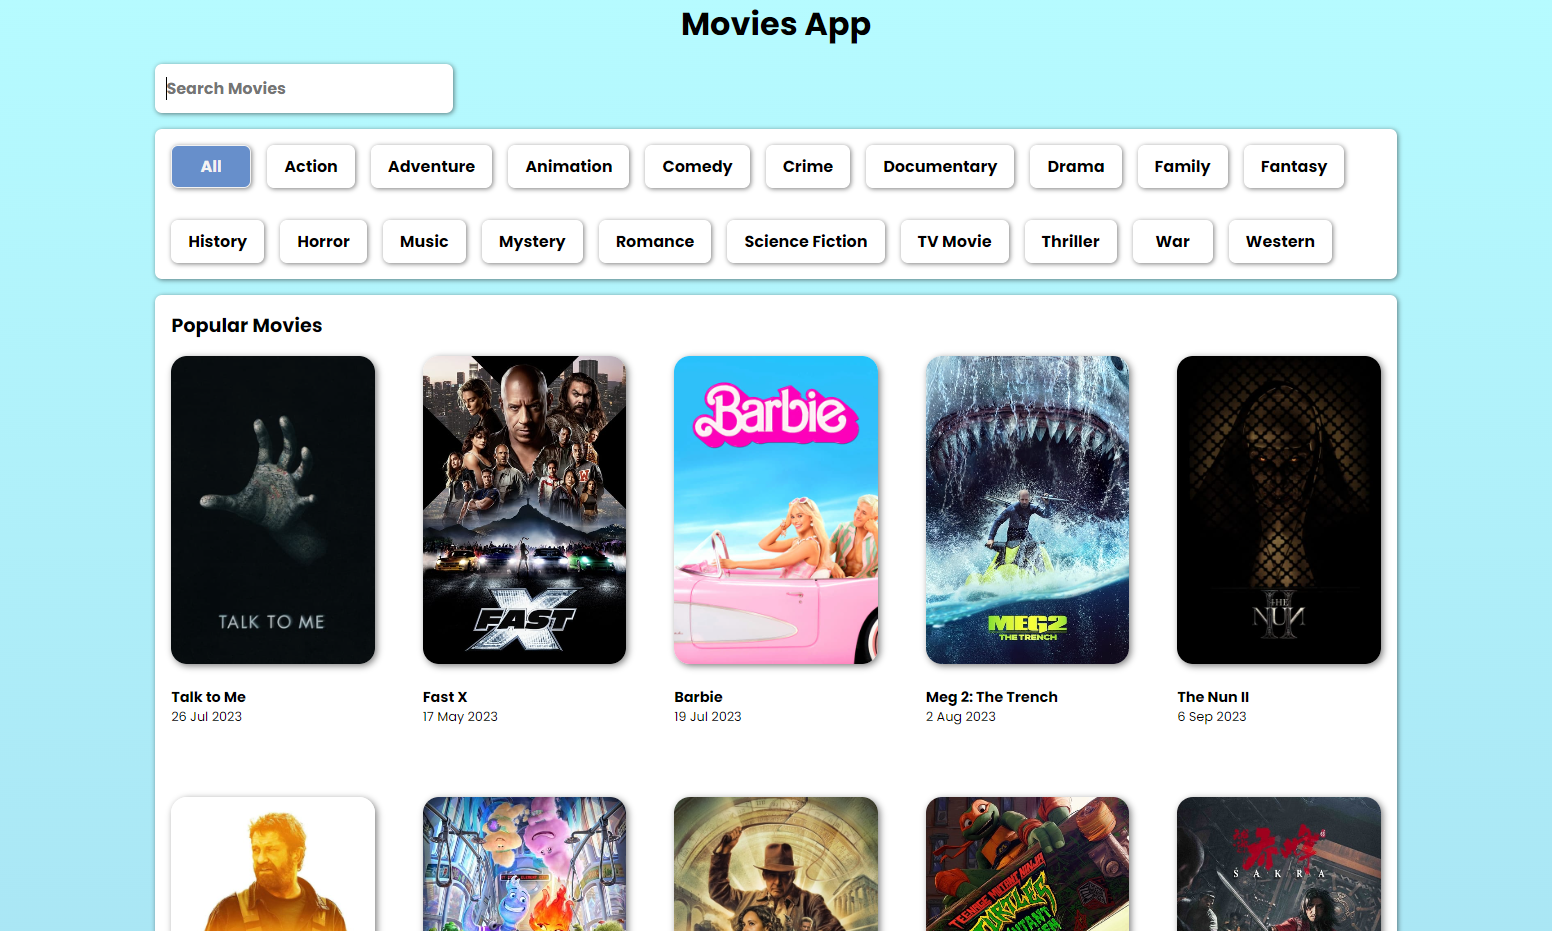 Movies App
Search Movies
All Action Adventure Animation Comedy Crime Documentary Drama Family Fantasy
History Horror Music Mystery Romance Science Fiction TV Movie Thriller War Western
Popular Movies
TALK TO ME
FAST X
Barbie
MEG2
THE TRENCH
THE
NUN
II
Talk to Me
26 Jul 2023
Fast X
17 May 2023
Barbie
19 Jul 2023
Meg 2: The Trench
2 Aug 2023
The Nun II
6 Sep 2023
TEENAGE MUTANT NINJA
TURTLES
MUTANT
SAKRA